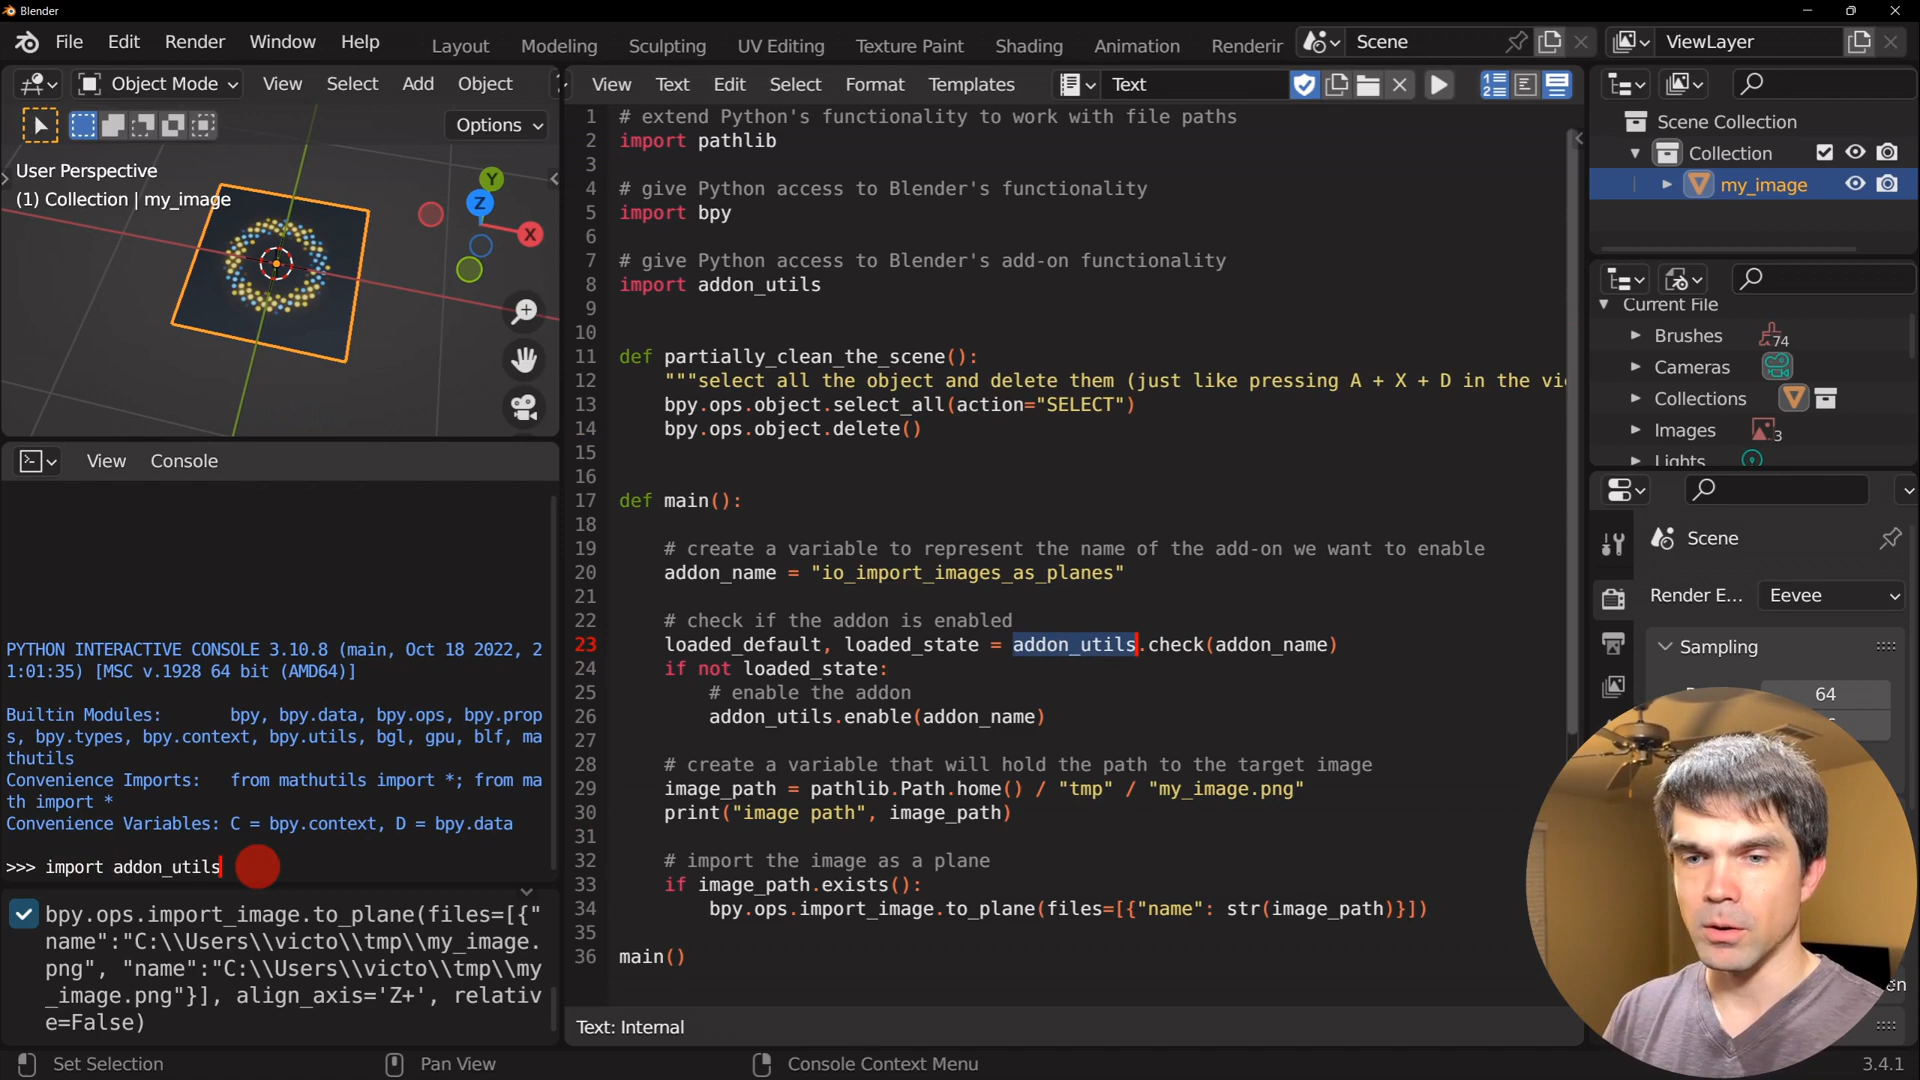 Blender
File Edit Render Window Help
Layout Modeling Sculpting UV Editing Texture Paint Shading Animation Renderir
Scene
ViewLayer
Object Mode View Select Add Object
Options
User Perspective
(1) Collection | my_image
Y
Z
X
View Text Edit Select Format Templates Text
1 # extend Python's functionality to work with file paths
2 import pathlib
3
4 # give Python access to Blender's functionality
5 import bpy
6
7 # give Python access to Blender's add-on functionality
8 import addon_utils
9
10
11 def partially_clean_the_scene():
12 """select all the object and delete them (just like pressing A + X + D in the vi
13 bpy.ops.object.select_all(action="SELECT")
14 bpy.ops.object.delete()
15
16
17 def main():
18
19 # create a variable to represent the name of the add-on we want to enable
20 addon_name = "io_import_images_as_planes"
21
22 # check if the addon is enabled
23 loaded_default, loaded_state = addon_utils.check(addon_name)
24 if not loaded_state:
25 # enable the addon
26 addon_utils.enable(addon_name)
27
28 # create a variable that will hold the path to the target image
29 image_path = pathlib.Path.home() / "tmp" / "my_image.png"
30 print("image path", image_path)
31
32 # import the image as a plane
33 if image_path.exists():
34 bpy.ops.import_image.to_plane(files=[{"name": str(image_path)}])
35
36 main()
Text: Internal
View Console
PYTHON INTERACTIVE CONSOLE 3.10.8 (main, Oct 18 2022, 2
1:01:35) [MSC v.1928 64 bit (AMD64)]
Builtin Modules: bpy, bpy.data, bpy.ops, bpy.prop
s, bpy.types, bpy.context, bpy.utils, bgl, gpu, blf, ma
thutils
Convenience Imports: from mathutils import *; from ma
th import *
Convenience Variables: C = bpy.context, D = bpy.data
>>> import addon_utils
bpy.ops.import_image.to_plane(files=[{"
name":"C:\\Users\\victo\\tmp\\my_image.
png", "name":"C:\\Users\\victo\\tmp\\my
_image.png"}], align_axis='Z+', relativ
e=False)
Scene Collection
Collection
my_image
Current File
Brushes 74
Cameras
Collections
Images 3
Lights
Scene
Render E... Eevee
Sampling
64
Set Selection
Pan View
Console Context Menu
3.4.1